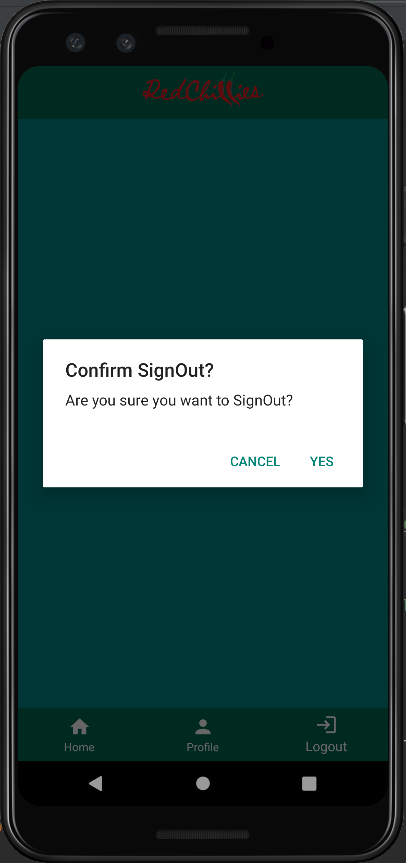 RedChillies
Confirm SignOut?
Are you sure you want to SignOut?
CANCEL YES
Home Profile Logout